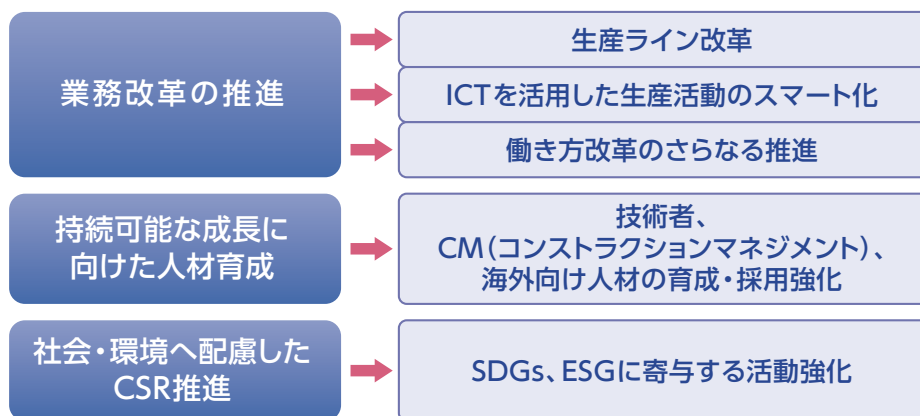 業務改革の推進
生産ライン改革
ICTを活用した生産活動のスマート化
働き方改革のさらなる推進
持続可能な成長に
向けた人材育成
技術者、
CM(コンストラクションマネジメント)、
海外向け人材の育成・採用強化
社会・環境へ配慮した
CSR推進
SDGs、ESGに寄与する活動強化